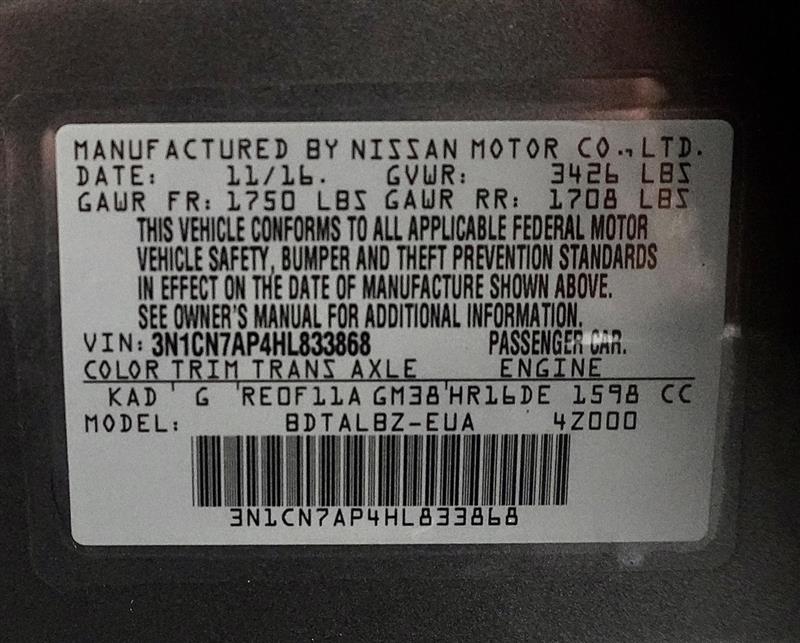 MANUFACTURED BY NISSAN MOTOR CO., LTD.
DATE: 11/16. GVWR: 3426 LBS
GAWR FR: 1750 LBS GAWR RR: 1708 LBS
THIS VEHICLE CONFORMS TO ALL APPLICABLE FEDERAL MOTOR
VEHICLE SAFETY, BUMPER AND THEFT PREVENTION STANDARDS
IN EFFECT ON THE DATE OF MANUFACTURE SHOWN ABOVE.
SEE OWNER'S MANUAL FOR ADDITIONAL INFORMATION.
VIN: 3N1CN7AP4HL833868 PASSENGER CAR.
COLOR TRIM TRANS AXLE ENGINE
KAD G RE0F11A GM38 HR16DE 1598 CC
MODEL: BDTALBZ-EUA 4Z000
3N1CN7AP4HL833868